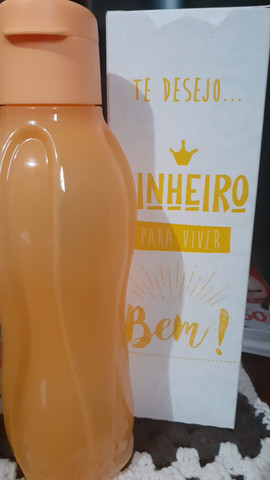 TE DESEJO...
INHEIRO
PARA VIVER
Bem!